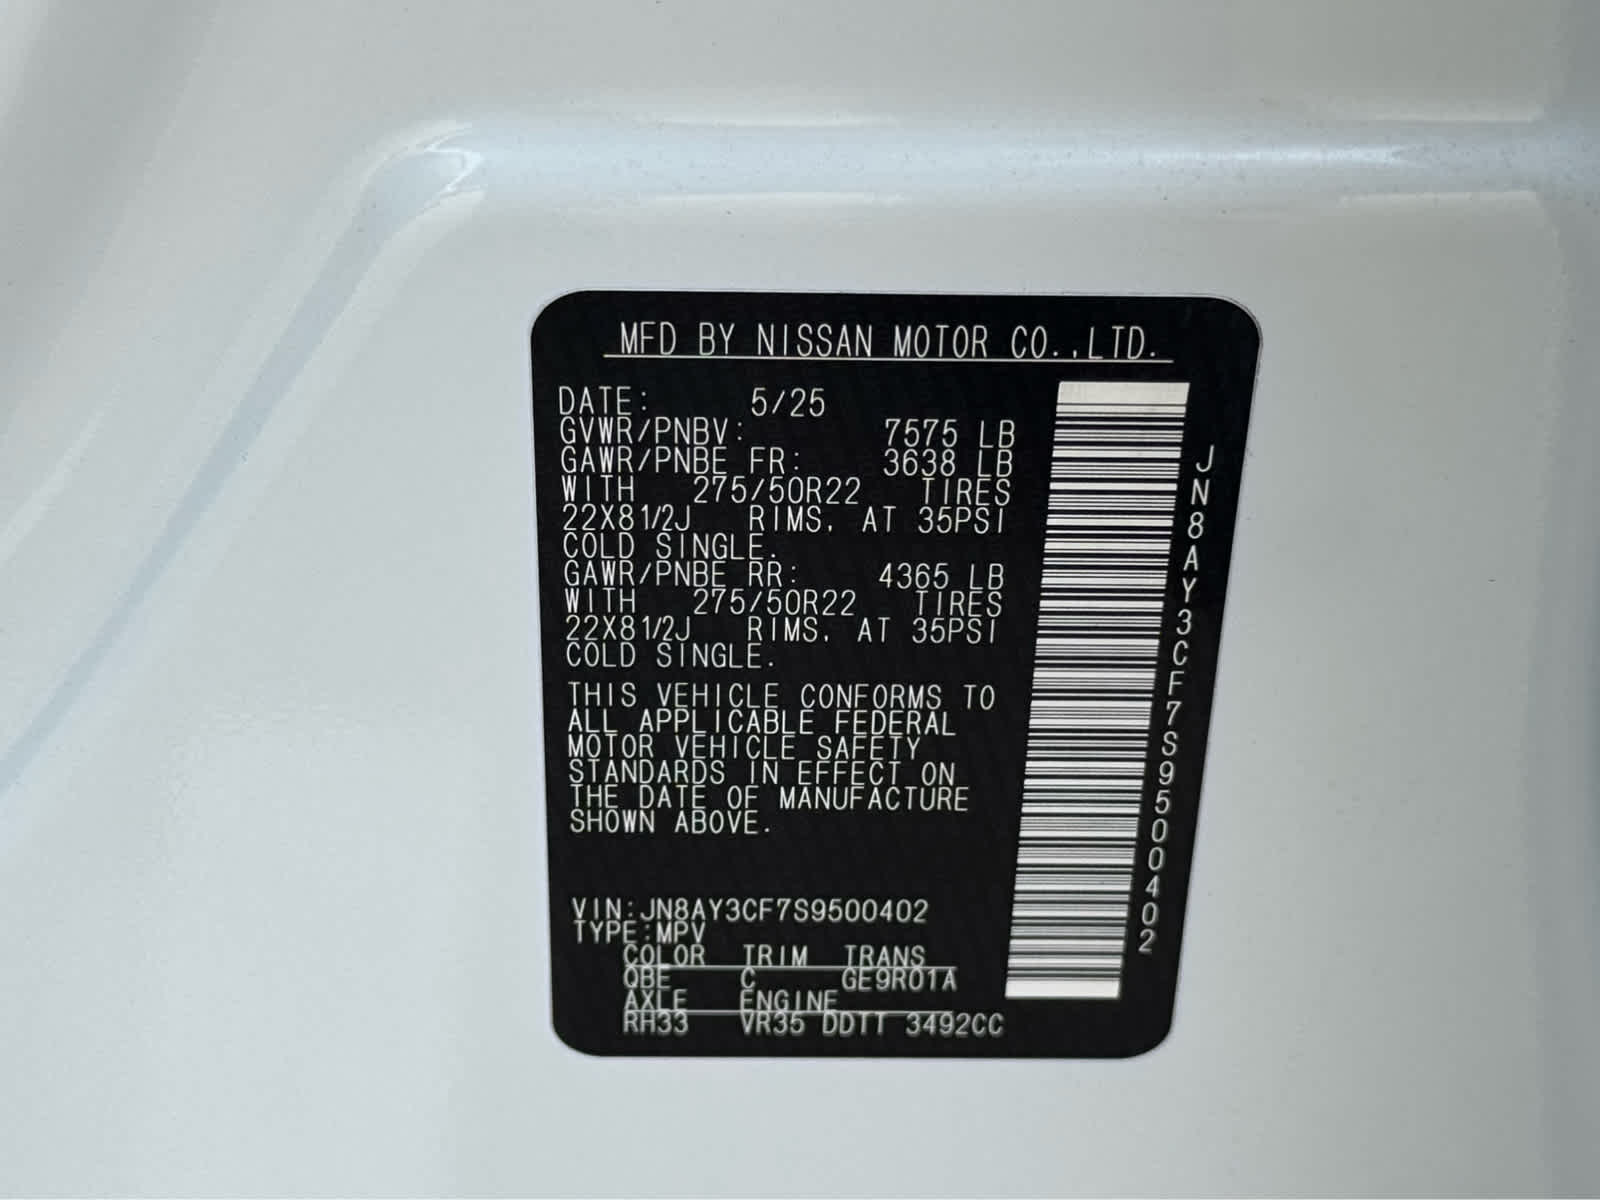 MFD BY NISSAN MOTOR CO.,LTD.
DATE: 5/25
GVWR/PNBV: 7575 LB
GAWR/PNBE FR: 3638 LB
WITH 275/50R22 TIRES
22X81/2J RIMS, AT 35PSI
COLD SINGLE.
GAWR/PNBE RR: 4365 LB
WITH 275/50R22 TIRES
22X81/2J RIMS, AT 35PSI
COLD SINGLE.
THIS VEHICLE CONFORMS TO
ALL APPLICABLE FEDERAL
MOTOR VEHICLE SAFETY
STANDARDS IN EFFECT ON
THE DATE OF MANUFACTURE
SHOWN ABOVE.
VIN:JN8AY3CF7S9500402
TYPE:MPV
COLOR TRIM TRANS
QBE C GE9R01A
AXLE ENGINE
RH33 VR35 DDTT 3492CC
JN8AY3CF7S9500402